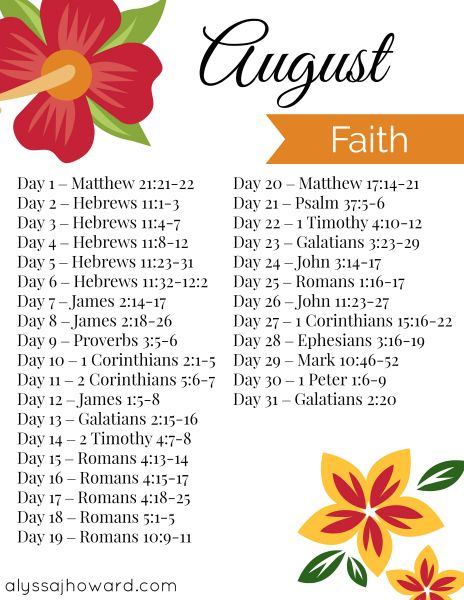 August
Faith
Day 1 – Matthew 21:21-22
Day 2 – Hebrews 11:1-3
Day 3 – Hebrews 11:4-7
Day 4 – Hebrews 11:8-12
Day 5 – Hebrews 11:23-31
Day 6 – Hebrews 11:32-12:2
Day 7 – James 2:14-17
Day 8 – James 2:18-26
Day 9 – Proverbs 3:5-6
Day 10 – 1 Corinthians 2:1-5
Day 11 – 2 Corinthians 5:6-7
Day 12 – James 1:5-8
Day 13 – Galatians 2:15-16
Day 14 – 2 Timothy 4:7-8
Day 15 – Romans 4:13-14
Day 16 – Romans 4:15-17
Day 17 – Romans 4:18-25
Day 18 – Romans 5:1-5
Day 19 – Romans 10:9-11
Day 20 – Matthew 17:14-21
Day 21 – Psalm 37:5-6
Day 22 – 1 Timothy 4:10-12
Day 23 – Galatians 3:23-29
Day 24 – John 3:14-17
Day 25 – Romans 1:16-17
Day 26 – John 11:23-27
Day 27 – 1 Corinthians 15:16-22
Day 28 – Ephesians 3:16-19
Day 29 – Mark 10:46-52
Day 30 – 1 Peter 1:6-9
Day 31 – Galatians 2:20
alyssajhoward.com